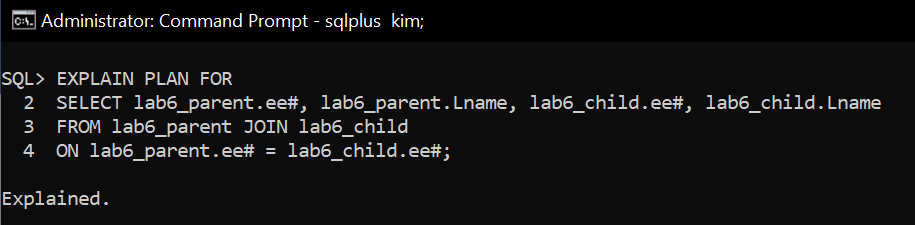 Administrator: Command Prompt - sqlplus  kim;
SQL> EXPLAIN PLAN FOR
  2  SELECT lab6_parent.ee#, lab6_parent.Lname, lab6_child.ee#, lab6_child.Lname
  3  FROM lab6_parent JOIN lab6_child
  4  ON lab6_parent.ee# = lab6_child.ee#;
Explained.